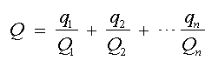 Q = q₁/Q₁ + q₂/Q₂ + ⋯ qₙ/Qₙ